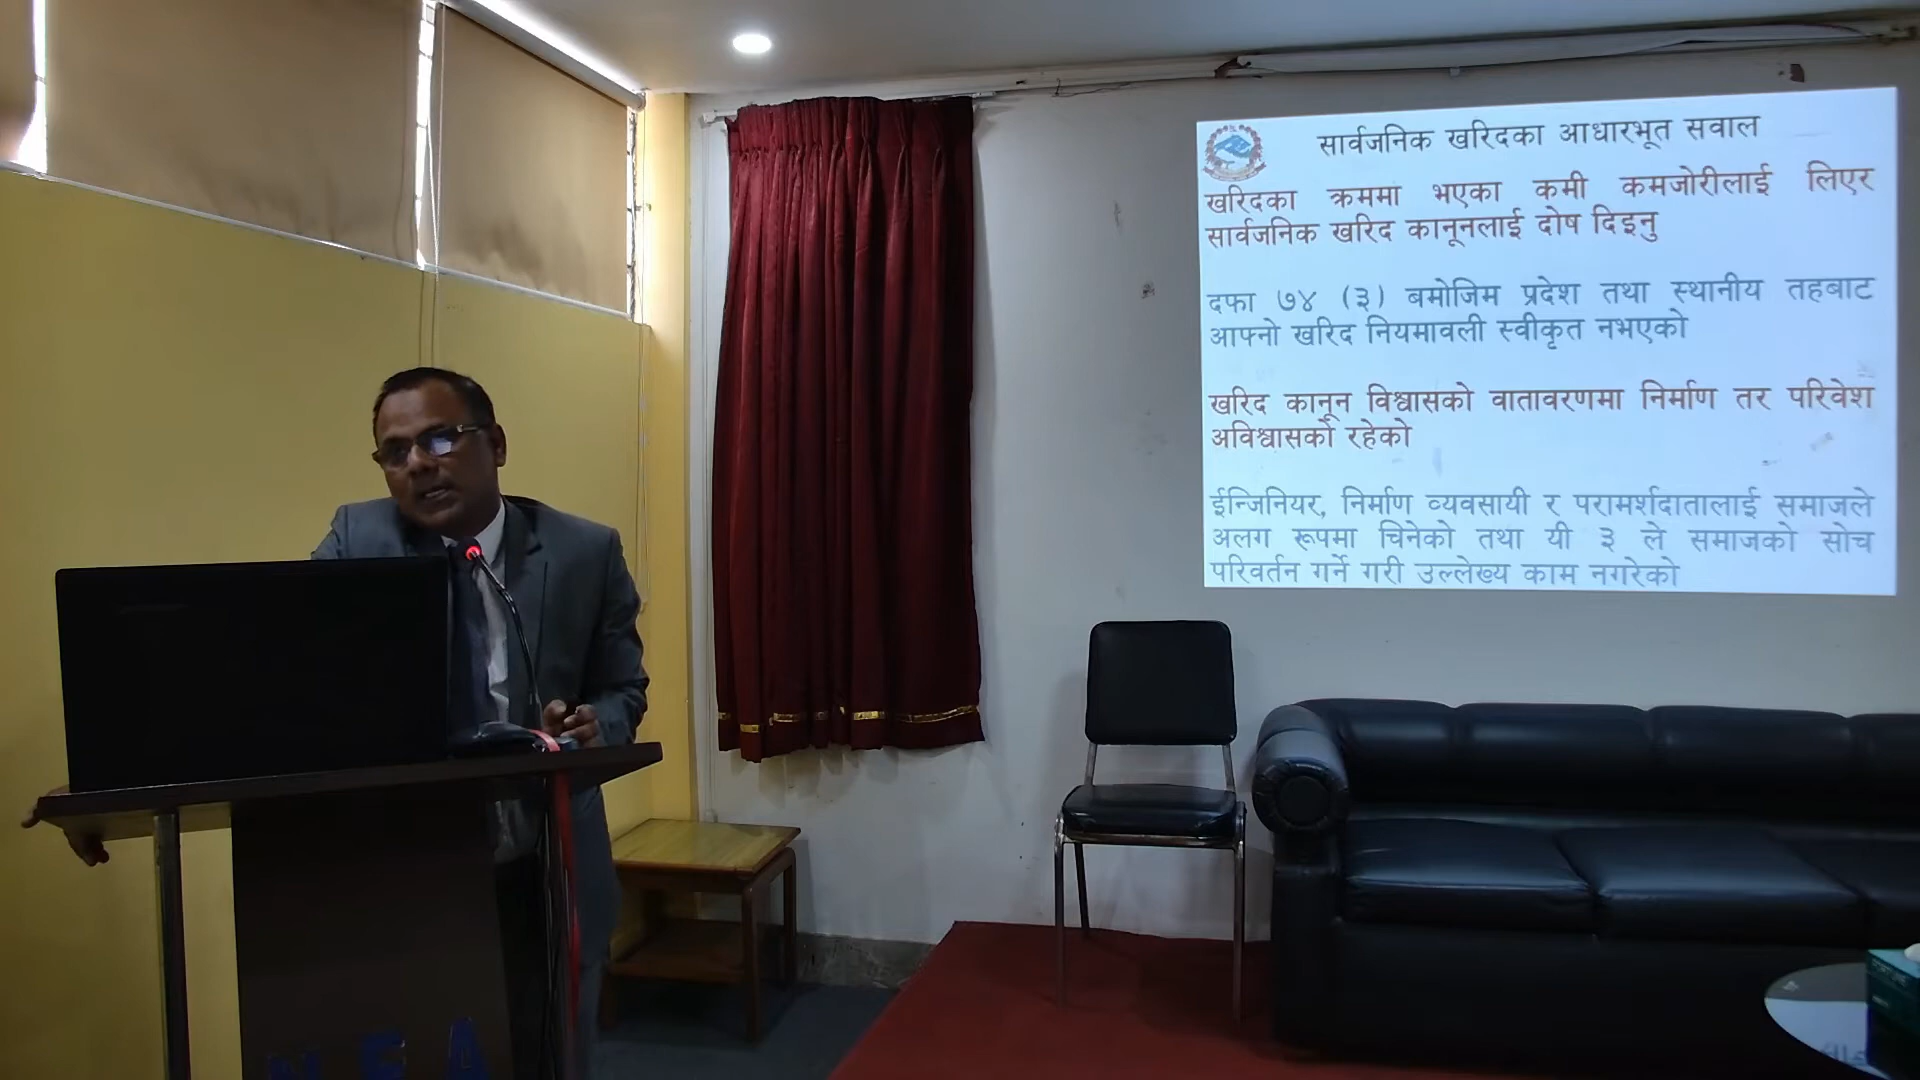 सार्वजनिक खरिदका आधारभूत सवाल
खरिदका क्रममा भएका कमी कमजोरीलाई लिएर
सार्वजनिक खरिद कानूनलाई दोष दिइनु
दफा ७४ (३) बमोजिम प्रदेश तथा स्थानीय तहबाट
आफ्नो खरिद नियमावली स्वीकृत नभएको
खरिद कानून विश्वासको वातावरणमा निर्माण तर परिवेश
अविश्वासको रहेको
ईन्जिनियर, निर्माण व्यवसायी र परामर्शदातालाई समाजले
अलग रूपमा चिनेको तथा यी ३ ले समाजको सोच
परिवर्तन गर्ने गरी उल्लेख्य काम नगरेको
NEA